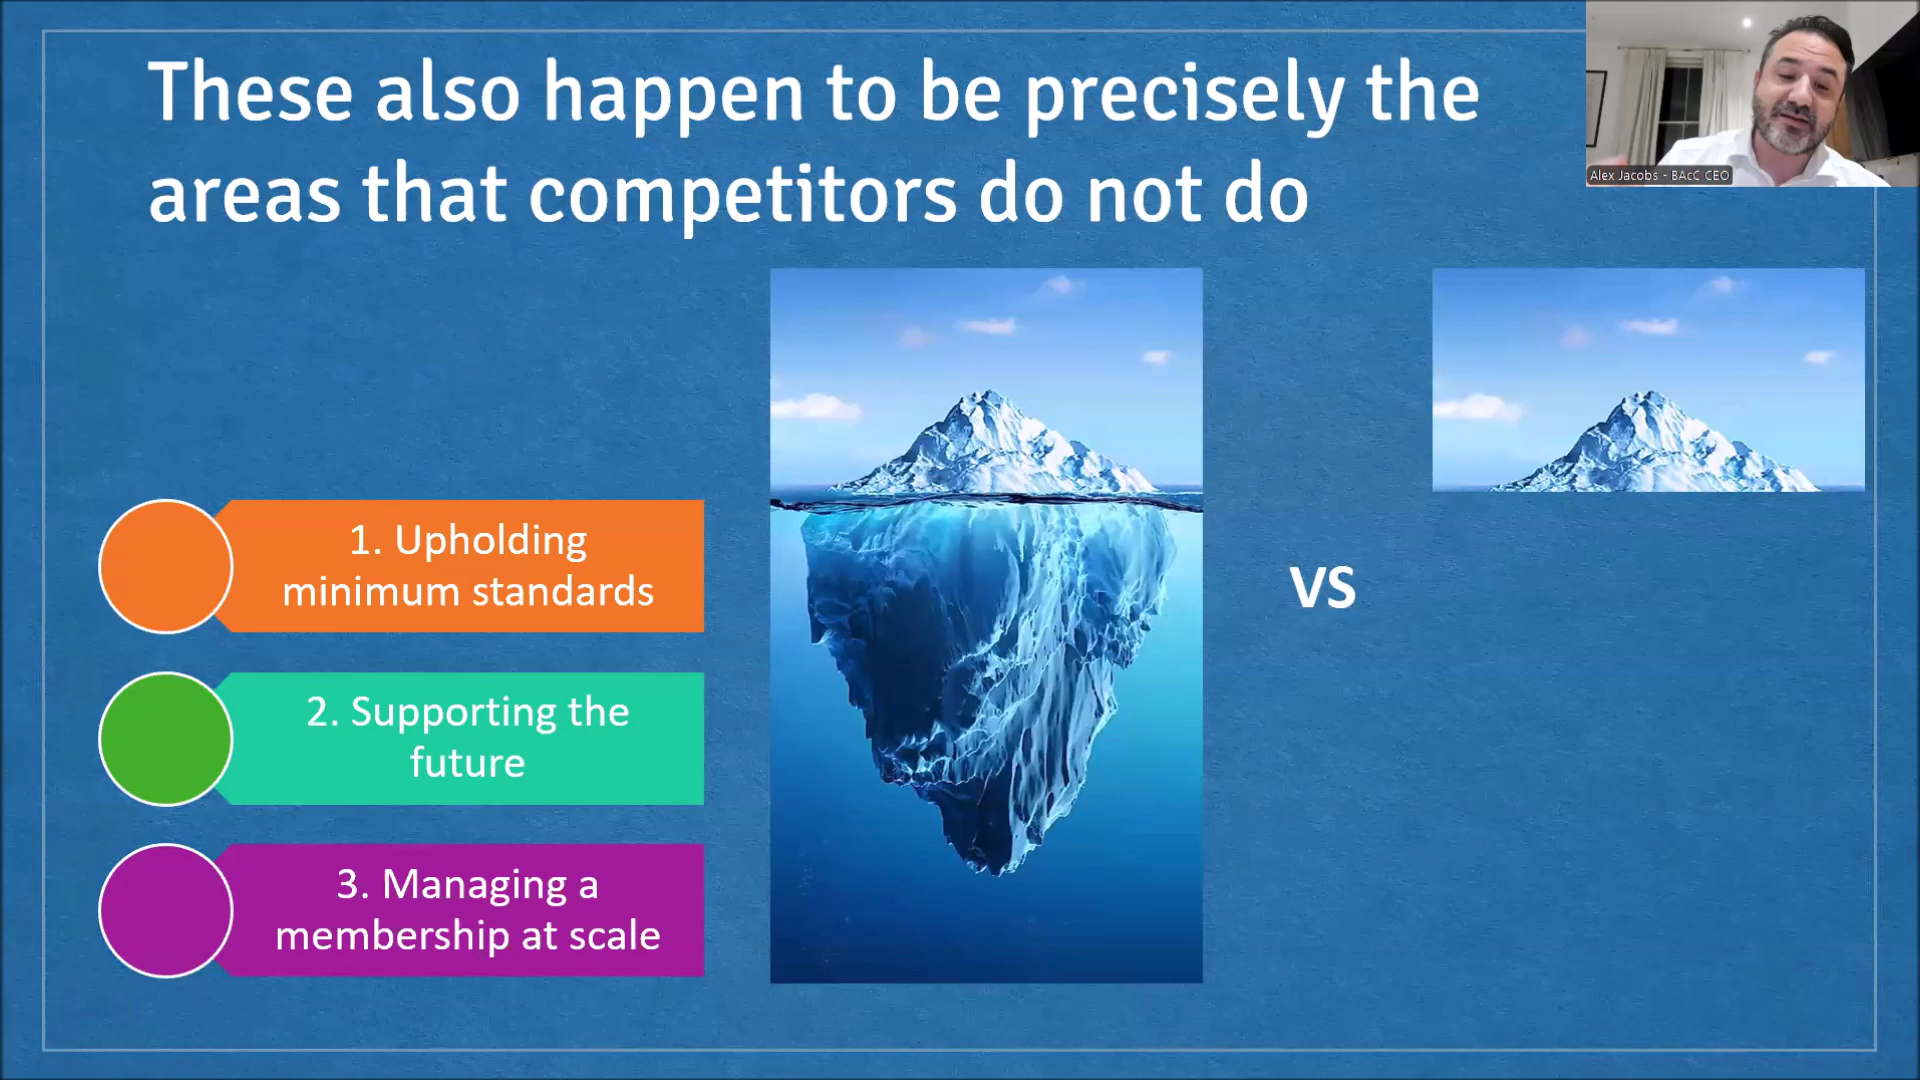 These also happen to be precisely the
areas that competitors do not do
Alex Jacobs - BAcC CEO
1. Upholding
minimum standards
VS
2. Supporting the
future
3. Managing a
membership at scale